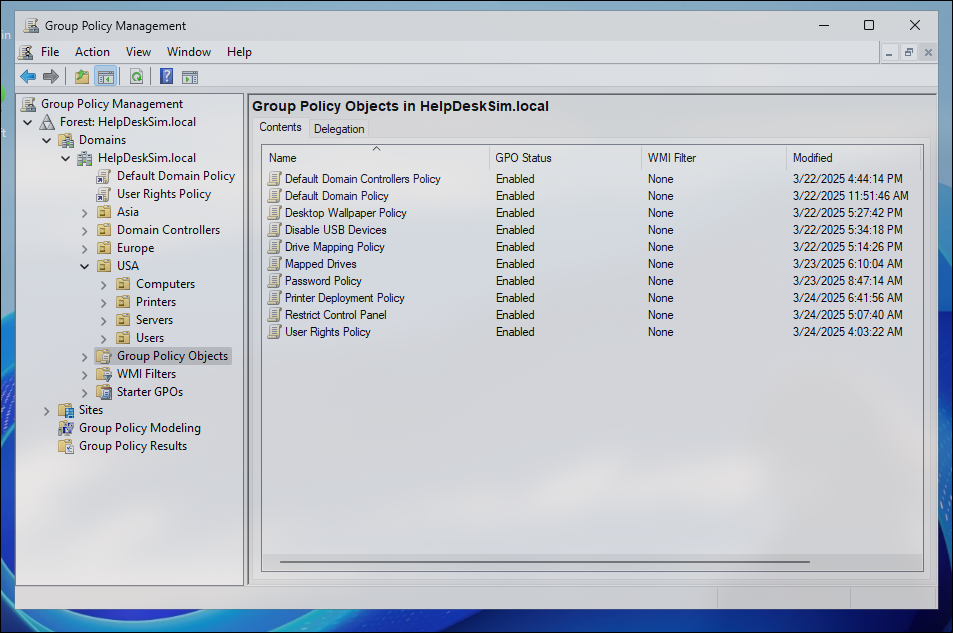 in
ft
Group Policy Management
File Action View Window Help
Group Policy Management
Forest: HelpDeskSim.local
Domains
HelpDeskSim.local
Default Domain Policy
User Rights Policy
Asia
Domain Controllers
Europe
USA
Computers
Printers
Servers
Users
Group Policy Objects
WMI Filters
Starter GPOs
Sites
Group Policy Modeling
Group Policy Results
Group Policy Objects in HelpDeskSim.local
Contents Delegation
Name GPO Status WMI Filter Modified
Default Domain Controllers Policy Enabled None 3/22/2025 4:44:14 PM
Default Domain Policy Enabled None 3/22/2025 11:51:46 AM
Desktop Wallpaper Policy Enabled None 3/22/2025 5:27:42 PM
Disable USB Devices Enabled None 3/22/2025 5:34:18 PM
Drive Mapping Policy Enabled None 3/22/2025 5:14:26 PM
Mapped Drives Enabled None 3/23/2025 6:10:04 AM
Password Policy Enabled None 3/23/2025 8:47:14 AM
Printer Deployment Policy Enabled None 3/24/2025 6:41:56 AM
Restrict Control Panel Enabled None 3/24/2025 5:07:40 AM
User Rights Policy Enabled None 3/24/2025 4:03:22 AM